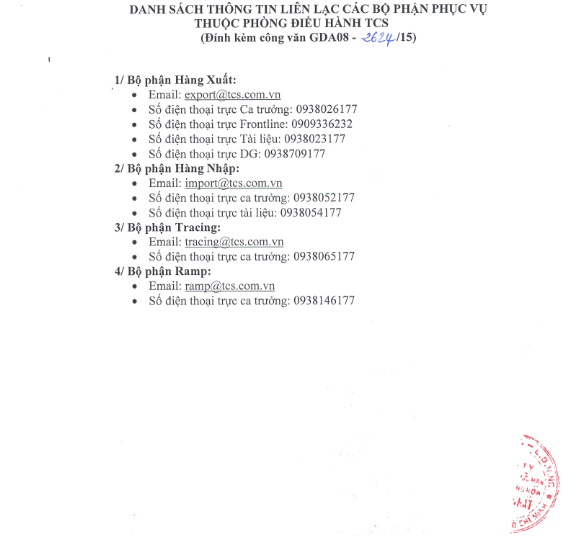 DANH SÁCH THÔNG TIN LIÊN LẠC CÁC BỘ PHẬN PHỤC VỤ
THUỘC PHÒNG ĐIỀU HÀNH TCS
(Đính kèm công văn GDA08 - 2624/15)
1/ Bộ phận Hàng Xuất:
• Email: export@tcs.com.vn
• Số điện thoại trực Ca trưởng: 0938026177
• Số điện thoại trực Frontline: 0909336232
• Số điện thoại trực Tài liệu: 0938023177
• Số điện thoại trực DG: 0938709177
2/ Bộ phận Hàng Nhập:
• Email: import@tcs.com.vn
• Số điện thoại trực ca trưởng: 0938052177
• Số điện thoại trực tài liệu: 0938054177
3/ Bộ phận Tracing:
• Email: tracing@tcs.com.vn
• Số điện thoại trực ca trưởng: 0938065177
4/ Bộ phận Ramp:
• Email: ramp@tcs.com.vn
• Số điện thoại trực ca trưởng: 0938146177